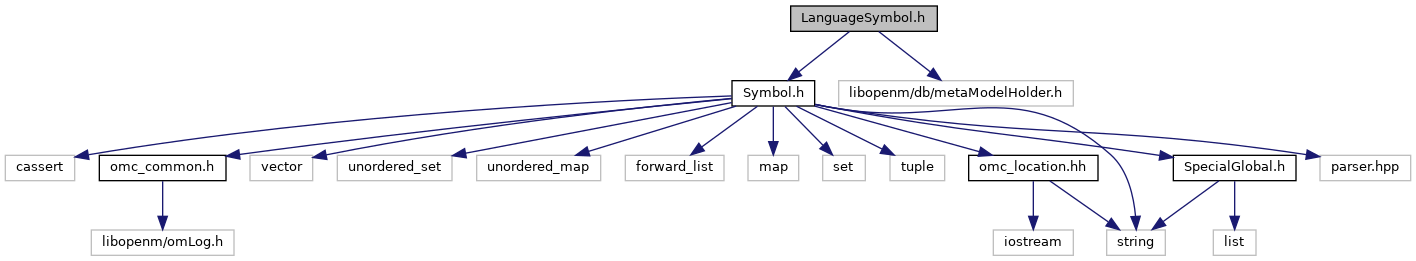 LanguageSymbol.h
Symbol.h
libopenm/db/metaModelHolder.h
cassert
omc_common.h
vector
unordered_set
unordered_map
forward_list
map
set
tuple
omc_location.hh
SpecialGlobal.h
parser.hpp
libopenm/omLog.h
iostream
string
list